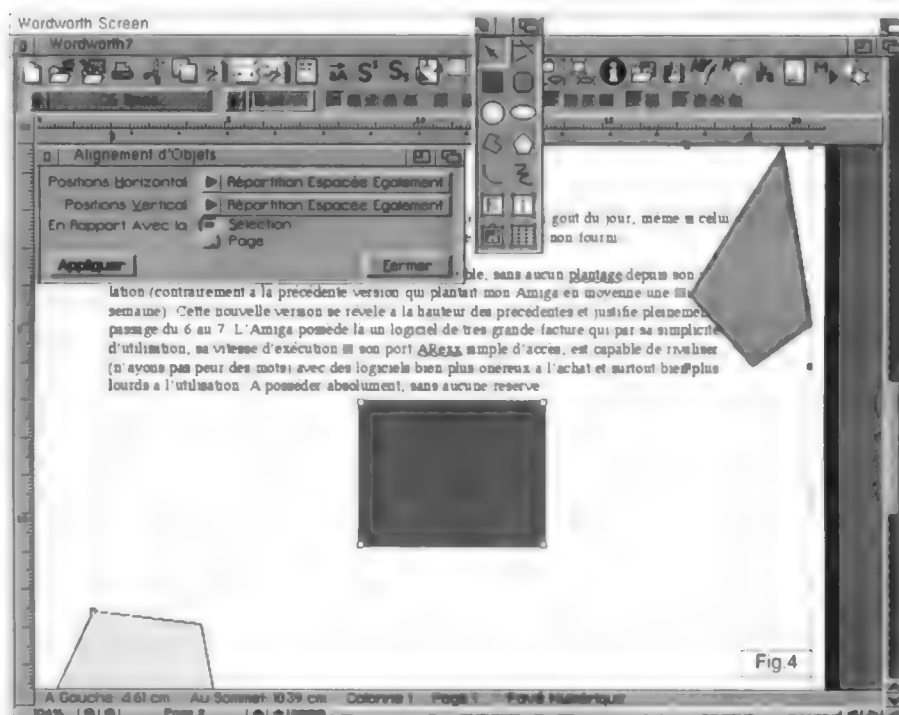 Wordworth Screen
Wordworth7
Alignement d'Objets
Positions Horizontal Répartition Espacée Egalement
Positions Vertical Répartition Espacée Egalement
En Rapport Avec la Sélection
Page
Appliquer Fermer
gout du jour, même si celui
non fourni
ble, sans aucun plantage depuis son
lation (contrairement a la precedente version qui plantait mon Amiga en moyenne une
semaine) Cette nouvelle version se revele a la hauteur des precedentes et justifie pleinement
passage du 6 au 7 L'Amiga possede la un logiciel de tres grande facture qui par sa simplicite
d'utilisation, sa vitesse d'exécution son port ARexx simple d'accès, est capable de rivaliser
(n'ayons pas peur des mots) avec des logiciels bien plus onereux a l'achat et surtout bien plus
lourds a l'utilisation A posséder absolument, sans aucune reserve
Fig.4
A Gauche: 4.61 cm Au Sommet: 10.39 cm Colonne 1 Page 1 Pavé Numérique